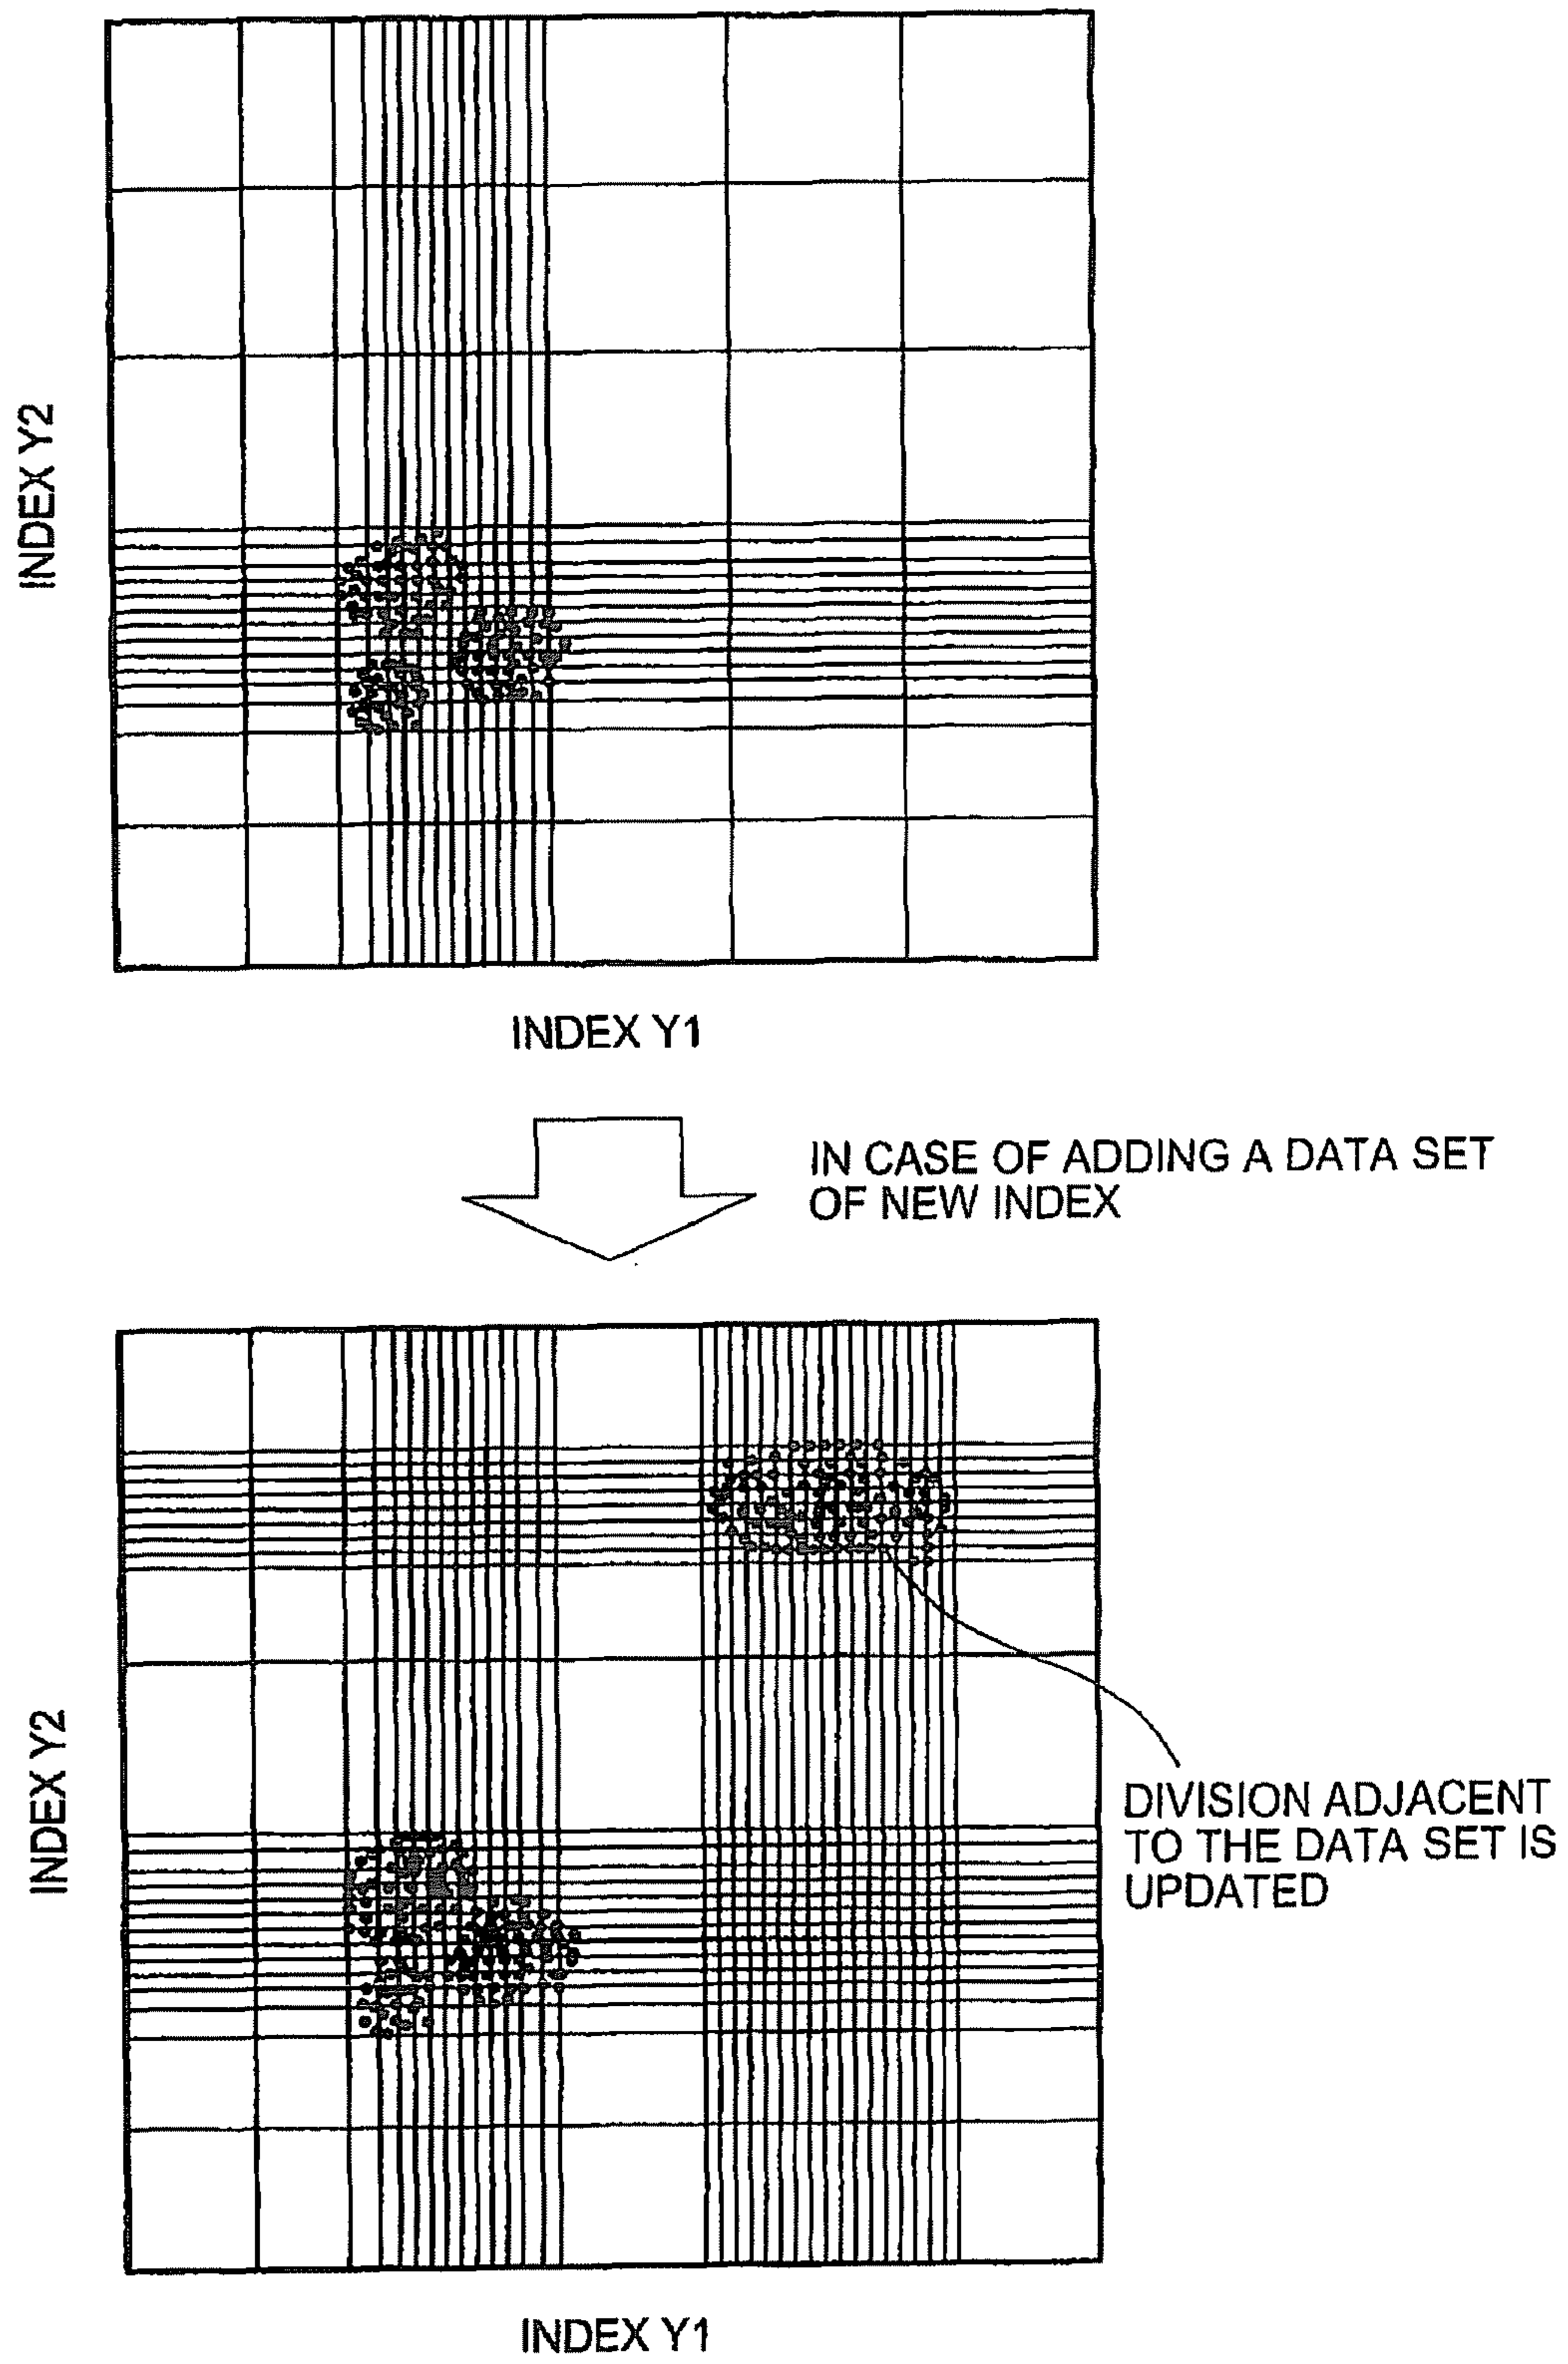 INDEX Y2
INDEX Y1
IN CASE OF ADDING A DATA SET
OF NEW INDEX
INDEX Y2
DIVISION ADJACENT
TO THE DATA SET IS
UPDATED
INDEX Y1